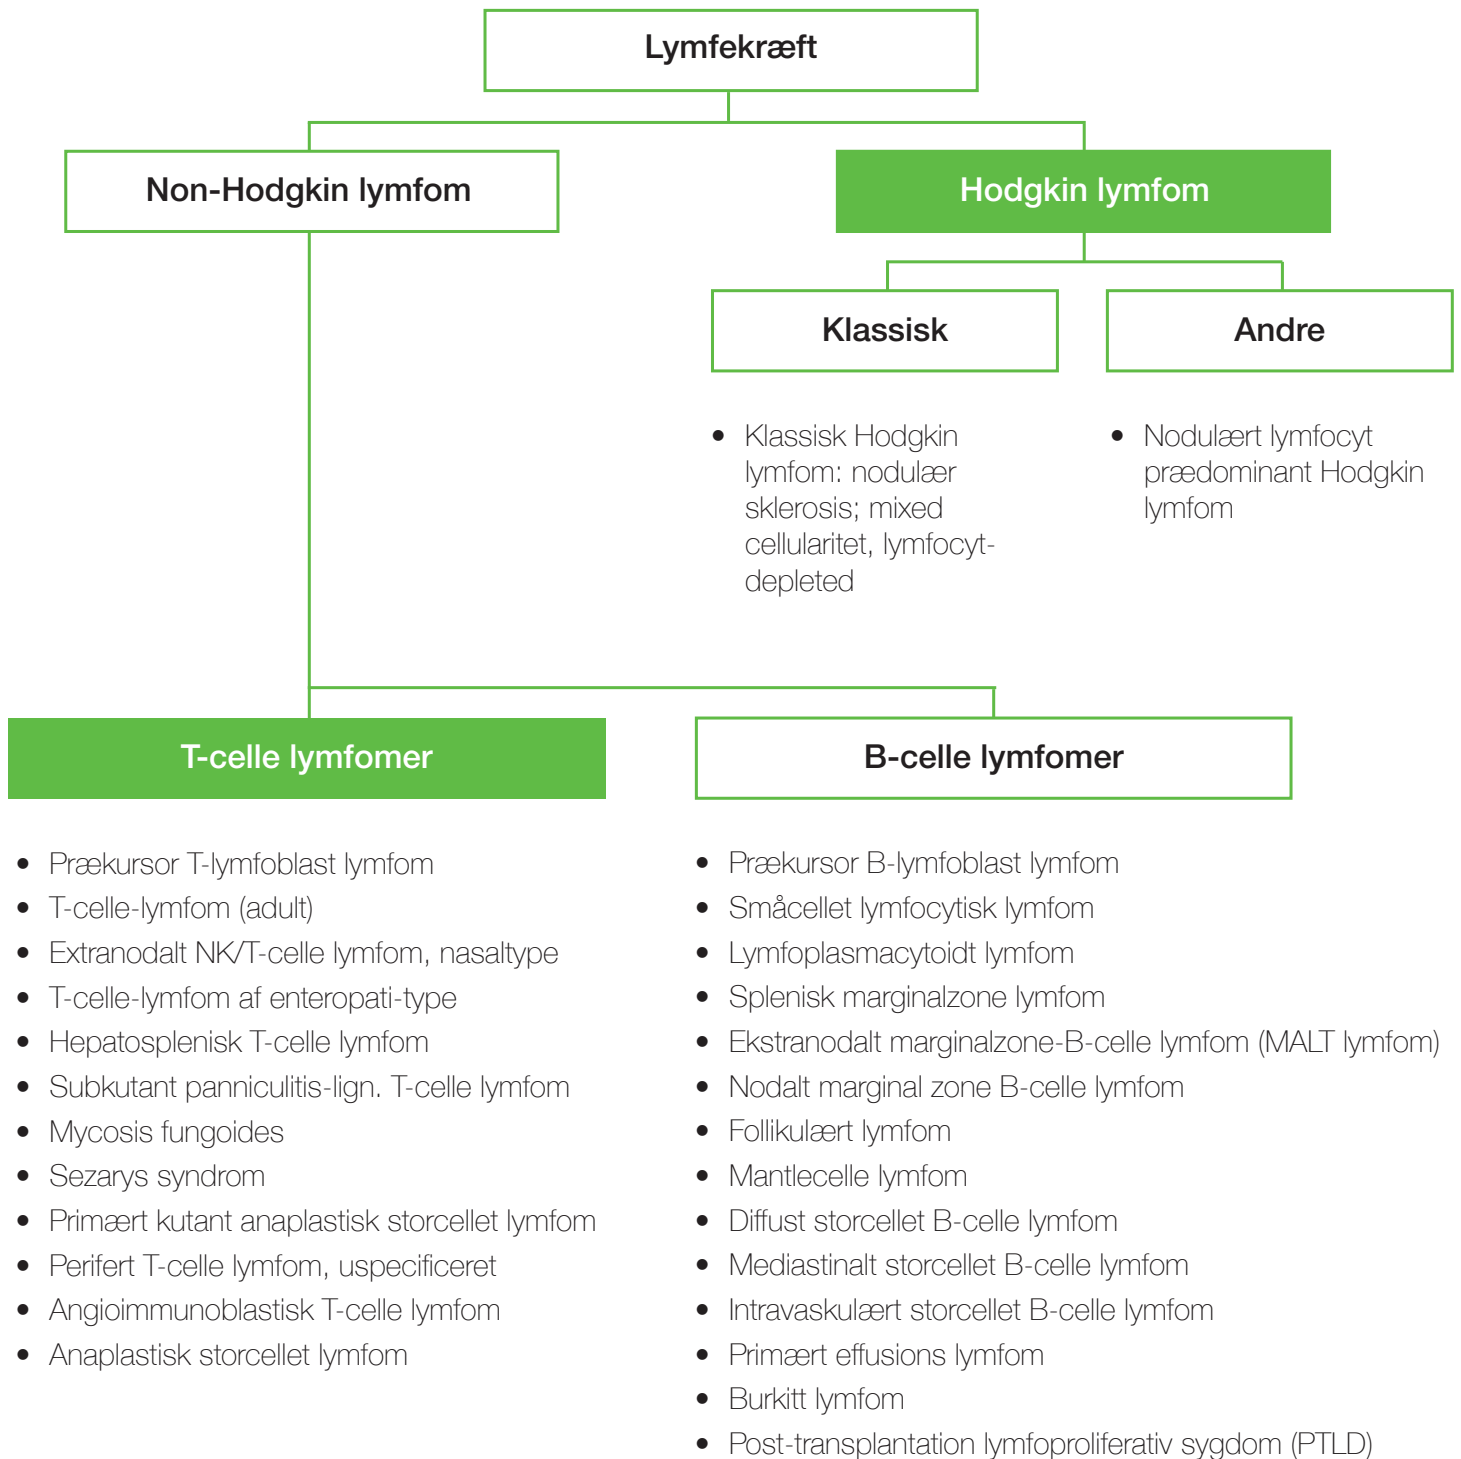 Lymfekræft
Non-Hodgkin lymfom
Hodgkin lymfom
Klassisk
Andre
• Klassisk Hodgkin
lymfom: nodulær
sklerosis; mixed
cellularitet, lymfocyt-
depleted
• Nodulært lymfocyt
prædominant Hodgkin
lymfom
T-celle lymfomer
• Prækursor T-lymfoblast lymfom
• T-celle-lymfom (adult)
• Extranodalt NK/T-celle lymfom, nasaltype
• T-celle-lymfom af enteropati-type
• Hepatosplenisk T-celle lymfom
• Subkutant panniculitis-lign. T-celle lymfom
• Mycosis fungoides
• Sezarys syndrom
• Primært kutant anaplastisk storcellet lymfom
• Perifert T-celle lymfom, uspecificeret
• Angioimmunoblastisk T-celle lymfom
• Anaplastisk storcellet lymfom
B-celle lymfomer
• Prækursor B-lymfoblast lymfom
• Småcellet lymfocytisk lymfom
• Lymfoplasmacytoidt lymfom
• Splenisk marginalzone lymfom
• Ekstranodalt marginalzone-B-celle lymfom (MALT lymfom)
• Nodalt marginal zone B-celle lymfom
• Follikulært lymfom
• Mantlecelle lymfom
• Diffust storcellet B-celle lymfom
• Mediastinalt storcellet B-celle lymfom
• Intravaskulært storcellet B-celle lymfom
• Primært effusions lymfom
• Burkitt lymfom
• Post-transplantation lymfoproliferativ sygdom (PTLD)